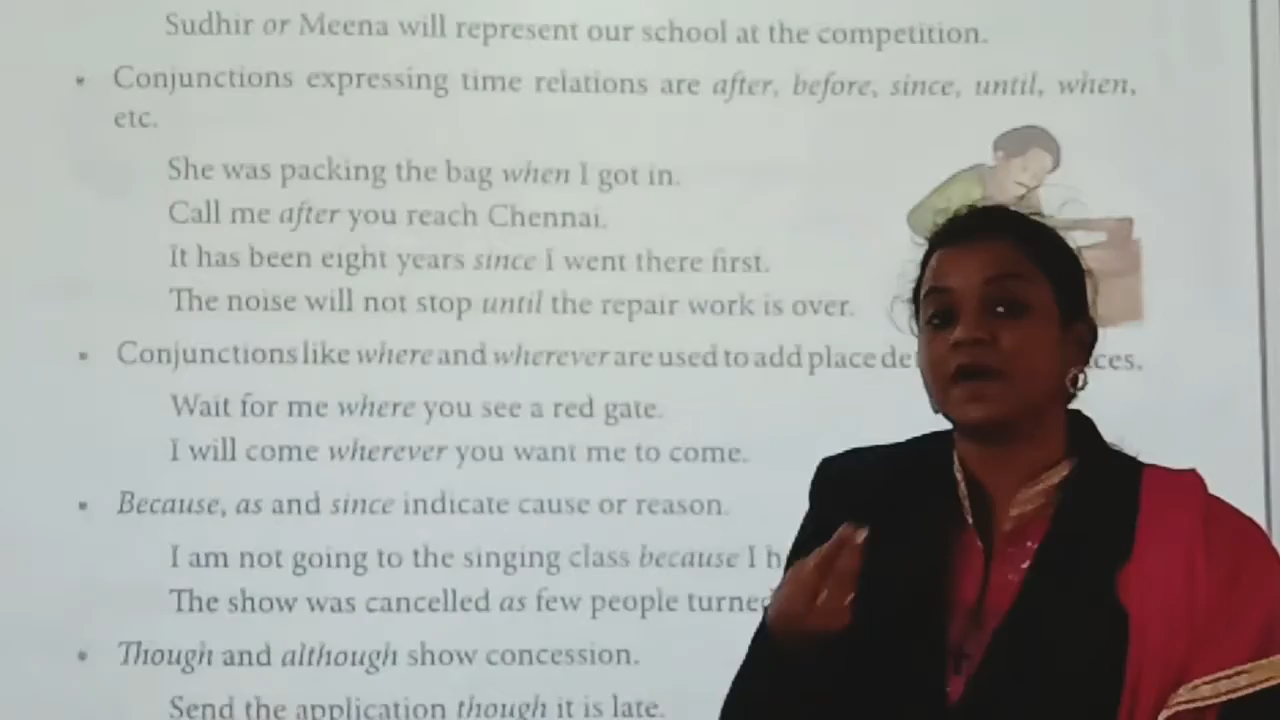 Sudhir or Meena will represent our school at the competition.
• Conjunctions expressing time relations are after, before, since, until, when,
etc.
She was packing the bag when I got in.
Call me after you reach Chennai.
It has been eight years since I went there first.
The noise will not stop until the repair work is over.
• Conjunctions like where and wherever are used to add place
• Wait for me where you see a red gate.
I will come wherever you want me to come.
• Because, as and since indicate cause or reason.
I am not going to the singing class because I
The show was cancelled as few people turned
• Though and although show concession.
Send the application though it is late.